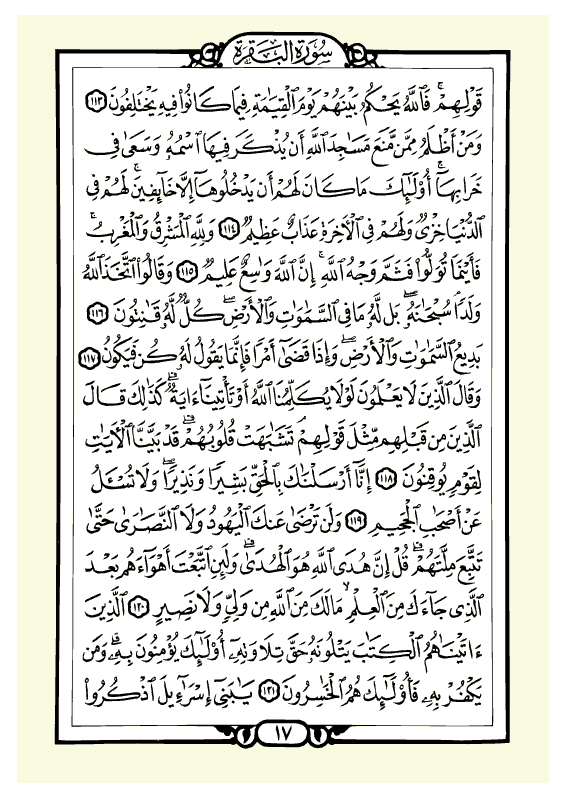 سُورَةُ البَقَرَةِ
قَوْلِهِمْۚ فَٱللَّهُ يَحْكُمُ بَيْنَهُمْ يَوْمَ ٱلْقِيَٰمَةِ فِيمَا كَانُوا۟ فِيهِ يَخْتَلِفُونَ ١١٣
وَمَنْ أَظْلَمُ مِمَّن مَّنَعَ مَسَٰجِدَ ٱللَّهِ أَن يُذْكَرَ فِيهَا ٱسْمُهُۥ وَسَعَىٰ فِى
خَرَابِهَآۚ أُو۟لَٰٓئِكَ مَا كَانَ لَهُمْ أَن يَدْخُلُوهَآ إِلَّا خَآئِفِينَۚ لَهُمْ فِى
ٱلدُّنْيَا خِزْىٌ وَلَهُمْ فِى ٱلْءَاخِرَةِ عَذَابٌ عَظِيمٌ ١١٤ وَلِلَّهِ ٱلْمَشْرِقُ وَٱلْمَغْرِبُۚ
فَأَيْنَمَا تُوَلُّوا۟ فَثَمَّ وَجْهُ ٱللَّهِۚ إِنَّ ٱللَّهَ وَٰسِعٌ عَلِيمٌ ١١٥ وَقَالُوا۟ ٱتَّخَذَ ٱللَّهُ
وَلَدًاۗ سُبْحَٰنَهُۥۖ بَل لَّهُۥ مَا فِى ٱلسَّمَٰوَٰتِ وَٱلْأَرْضِۖ كُلٌّ لَّهُۥ قَٰنِتُونَ ١١٦
بَدِيعُ ٱلسَّمَٰوَٰتِ وَٱلْأَرْضِۖ وَإِذَا قَضَىٰٓ أَمْرًا فَإِنَّمَا يَقُولُ لَهُۥ كُن فَيَكُونُ ١١٧
وَقَالَ ٱلَّذِينَ لَا يَعْلَمُونَ لَوْلَا يُكَلِّمُنَا ٱللَّهُ أَوْ تَأْتِينَآ ءَايَةٌۗ كَذَٰلِكَ قَالَ
ٱلَّذِينَ مِن قَبْلِهِم مِّثْلَ قَوْلِهِمْۘ تَشَٰبَهَتْ قُلُوبُهُمْۗ قَدْ بَيَّنَّا ٱلْءَايَٰتِ
لِقَوْمٍ يُوقِنُونَ ١١٨ إِنَّآ أَرْسَلْنَٰكَ بِٱلْحَقِّ بَشِيرًا وَنَذِيرًاۖ وَلَا تُسْـَٔلُ
عَنْ أَصْحَٰبِ ٱلْجَحِيمِ ١١٩ وَلَن تَرْضَىٰ عَنكَ ٱلْيَهُودُ وَلَا ٱلنَّصَٰرَىٰ حَتَّىٰ
تَتَّبِعَ مِلَّتَهُمْۗ قُلْ إِنَّ هُدَى ٱللَّهِ هُوَ ٱلْهُدَىٰۗ وَلَئِنِ ٱتَّبَعْتَ أَهْوَآءَهُم بَعْدَ
ٱلَّذِى جَآءَكَ مِنَ ٱلْعِلْمِۙ مَا لَكَ مِنَ ٱللَّهِ مِن وَلِىٍّ وَلَا نَصِيرٍ ١٢٠ ٱلَّذِينَ
ءَاتَيْنَٰهُمُ ٱلْكِتَٰبَ يَتْلُونَهُۥ حَقَّ تِلَاوَتِهِۦٓ أُو۟لَٰٓئِكَ يُؤْمِنُونَ بِهِۦۗ وَمَن
يَكْفُرْ بِهِۦ فَأُو۟لَٰٓئِكَ هُمُ ٱلْخَٰسِرُونَ ١٢١ يَٰبَنِىٓ إِسْرَٰٓءِيلَ ٱذْكُرُوا۟
١٧